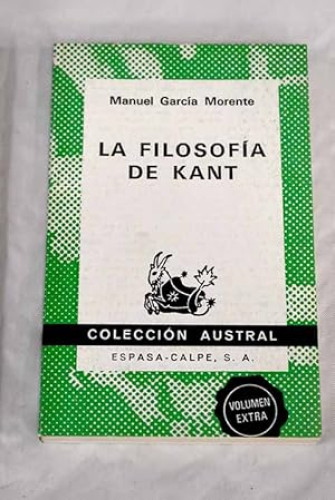 Manuel García Morente
LA FILOSOFÍA
DE KANT
COLECCIÓN AUSTRAL
ESPASA-CALPE, S. A.
VOLUMEN
EXTRA